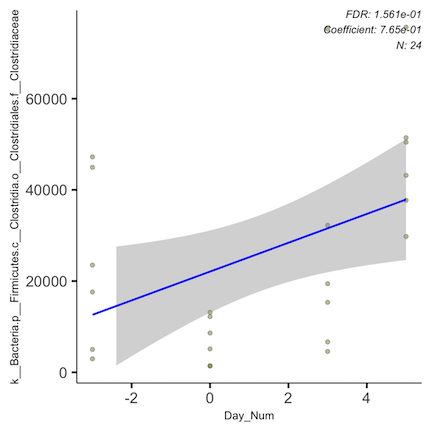 FDR: 1.561e-01
Coefficient: 7.65e-01
N: 24
k__Bacteria.p__Firmicutes.c__Clostridia.o__Clostridiales.f__Clostridiaceae
60000
40000
20000
0
-2 0 2 4
Day_Num